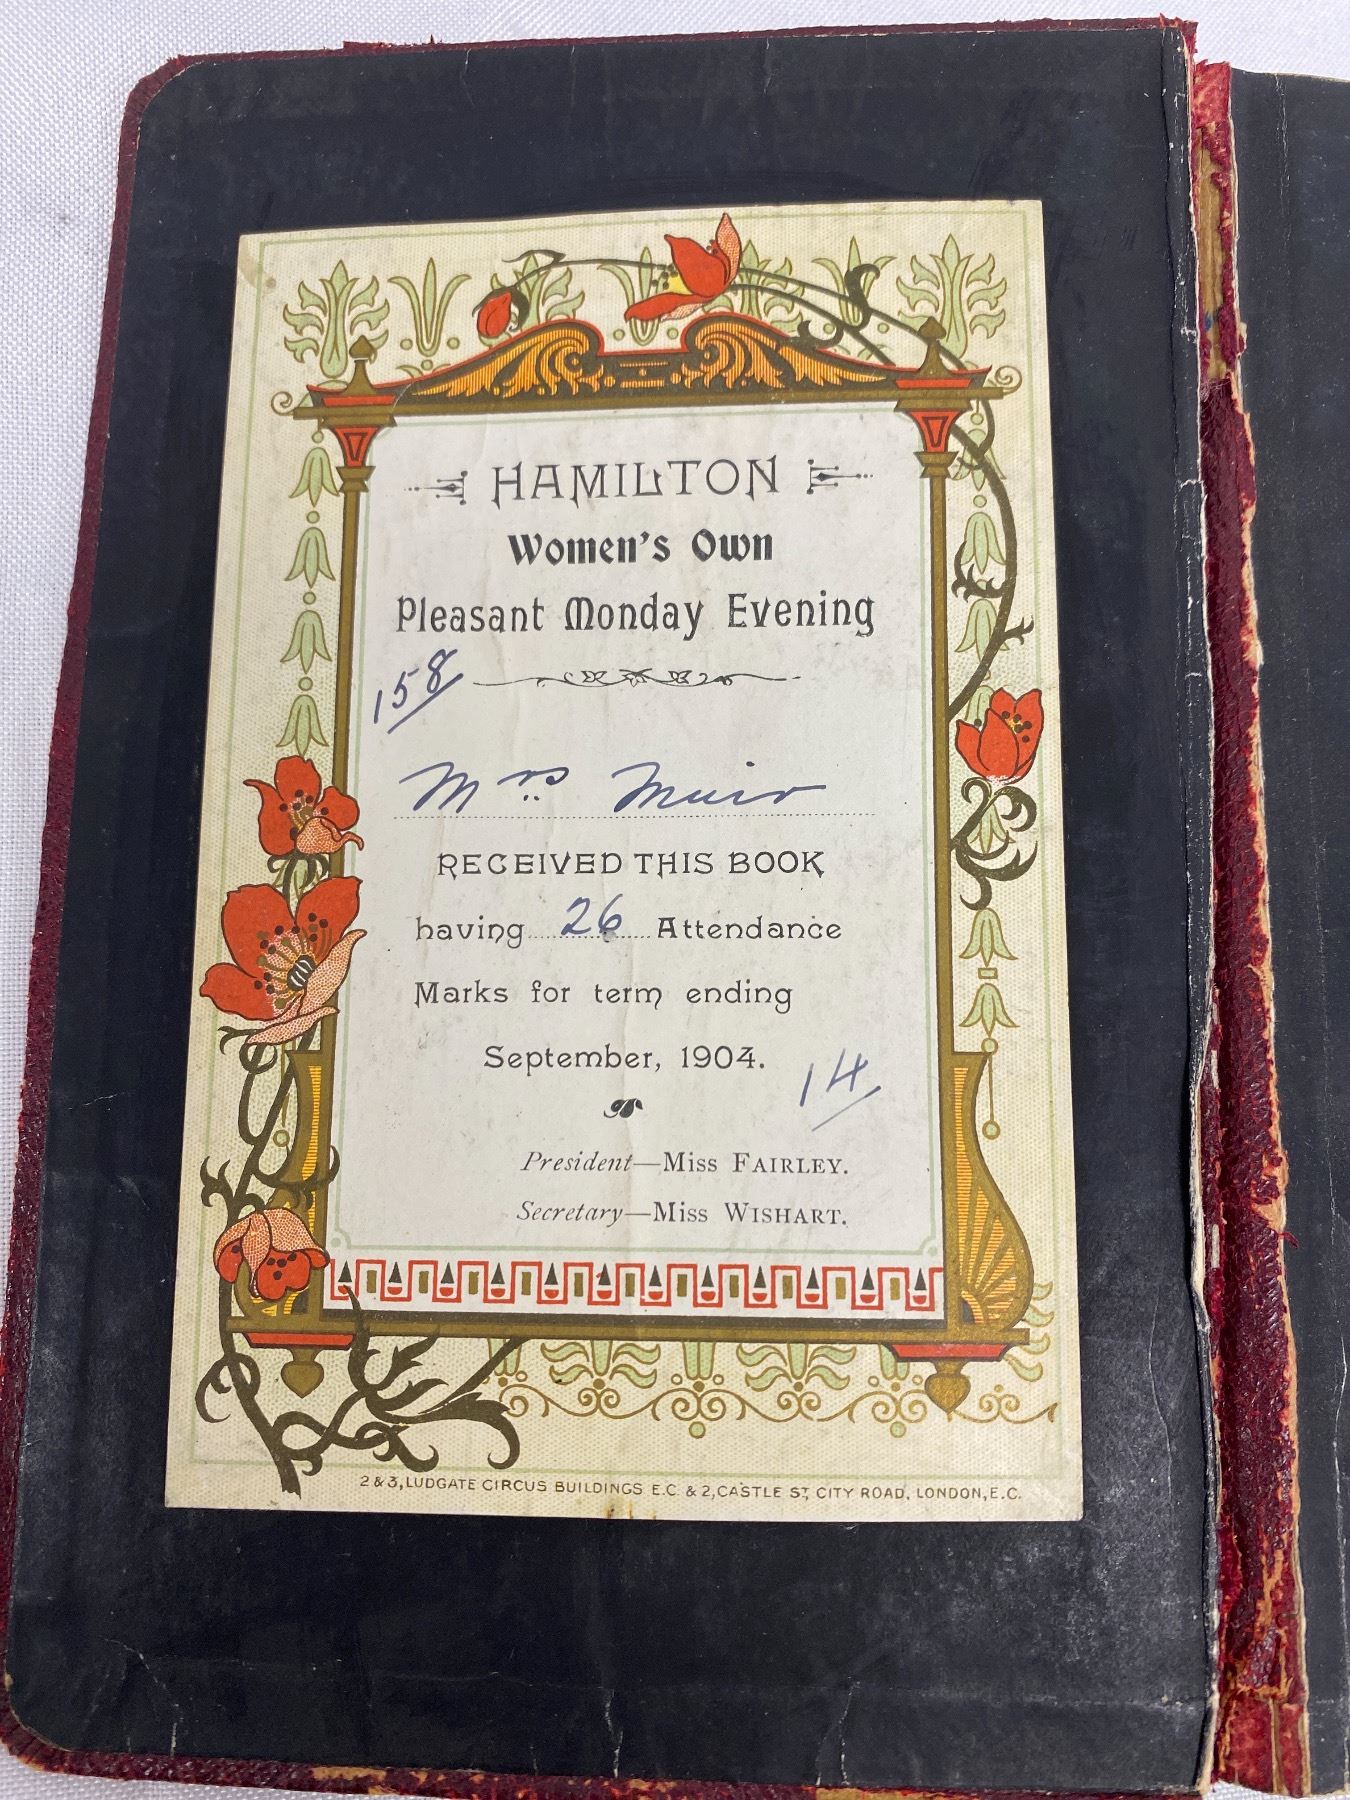 HAMILTON
Women's Own
Pleasant Monday Evening
158
Mrs Muir
RECEIVED THIS BOOK
having 26 Attendance
Marks for term ending
September, 1904.
14
President—Miss FAIRLEY.
Secretary—Miss WISHART.
2 & 3, LUDGATE CIRCUS BUILDINGS E.C. & 2, CASTLE ST, CITY ROAD, LONDON, E.C.